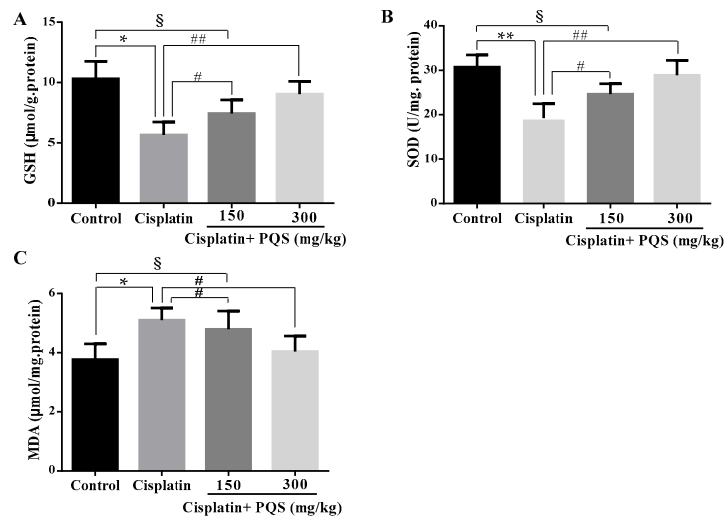 A
GSH (μmol/g.protein)
15
10
5
0
§
*
##
#
Control
Cisplatin
150
300
Cisplatin+ PQS (mg/kg)
B
SOD (U/mg. protein)
40
30
20
10
0
§
**
##
#
Control
Cisplatin
150
300
Cisplatin+ PQS (mg/kg)
C
MDA (μmol/mg.protein)
6
4
2
0
§
*
#
#
Control
Cisplatin
150
300
Cisplatin+ PQS (mg/kg)